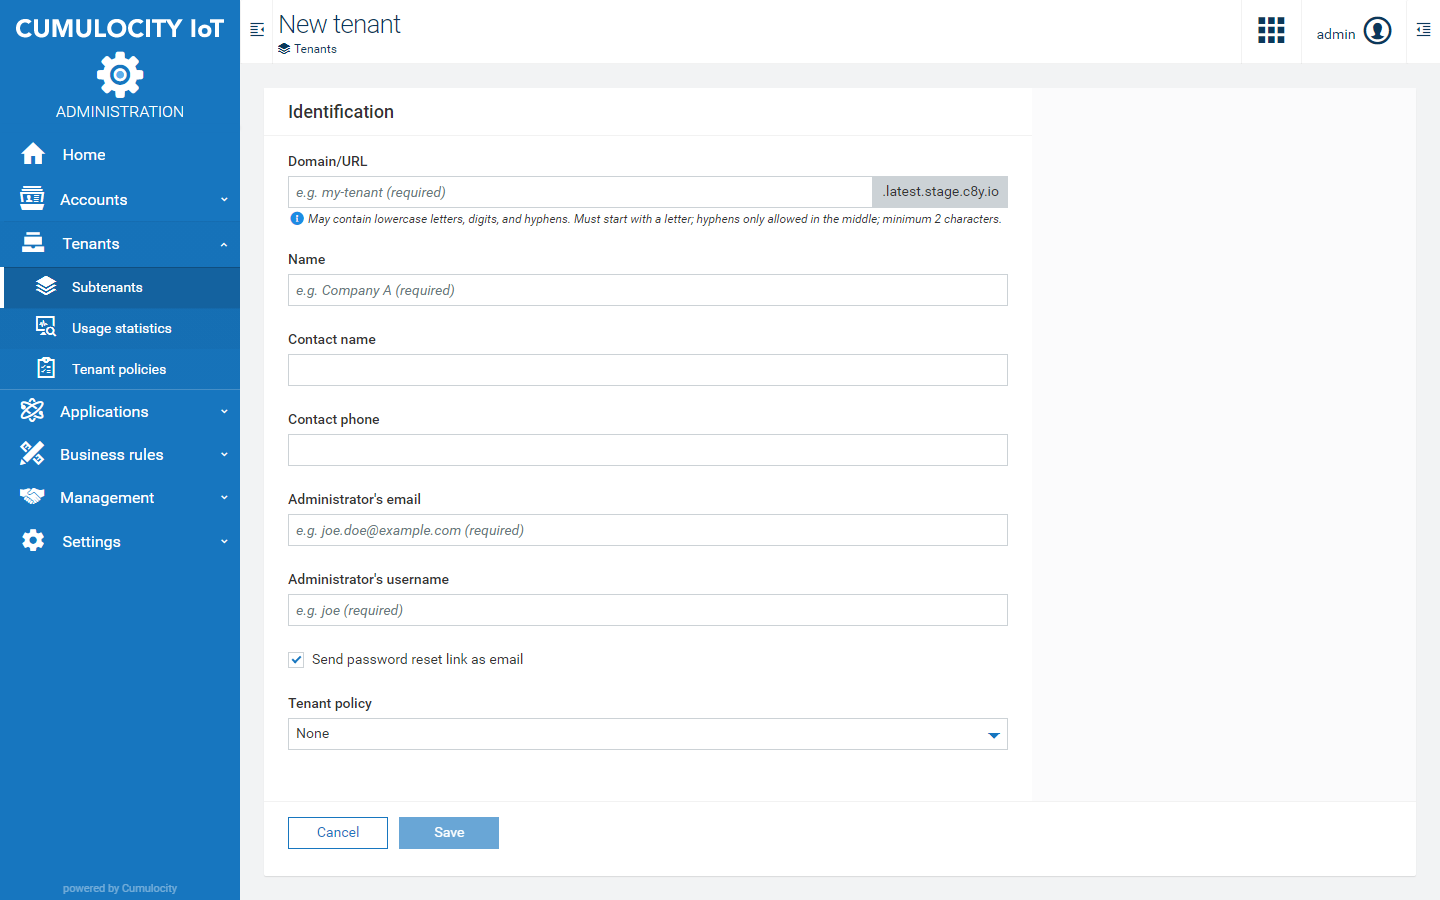 CUMULOCITY IoT
ADMINISTRATION
Home
Accounts
Tenants
Subtenants
Usage statistics
Tenant policies
Applications
Business rules
Management
Settings
powered by Cumulocity
New tenant
Tenants
admin
Identification
Domain/URL
e.g. my-tenant (required) .latest.stage.c8y.io
May contain lowercase letters, digits, and hyphens. Must start with a letter; hyphens only allowed in the middle; minimum 2 characters.
Name
e.g. Company A (required)
Contact name
Contact phone
Administrator's email
e.g. joe.doe@example.com (required)
Administrator's username
e.g. joe (required)
Send password reset link as email
Tenant policy
None
Cancel Save